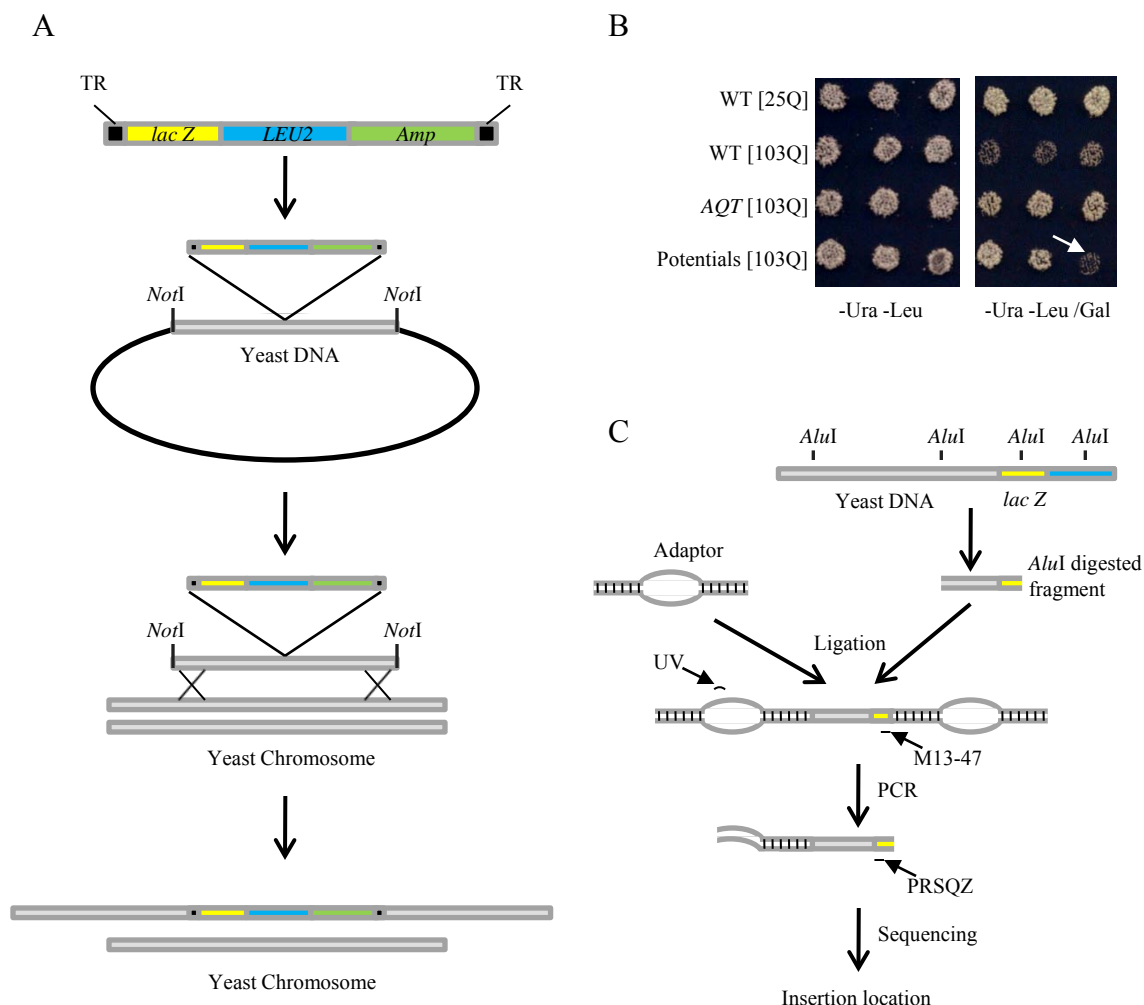 A
TR
TR
lac Z
LEU2
Amp
NotI
NotI
Yeast DNA
NotI
NotI
Yeast Chromosome
Yeast Chromosome
B
WT [25Q]
WT [103Q]
AQT [103Q]
Potentials [103Q]
-Ura -Leu
-Ura -Leu /Gal
C
AluI
AluI
AluI
AluI
Yeast DNA
lac Z
Adaptor
AluI digested
fragment
Ligation
UV
M13-47
PCR
PRSQZ
Sequencing
Insertion location